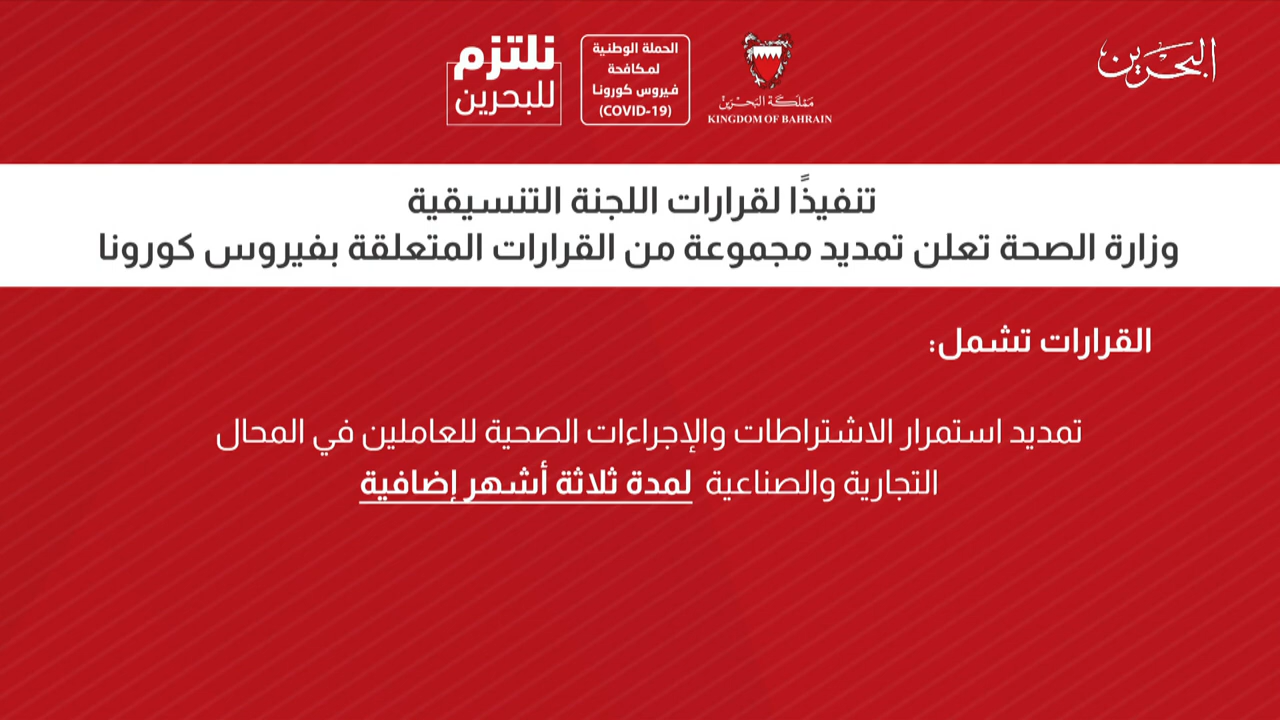 البحرين
مملكة البحرين
KINGDOM OF BAHRAIN
الحملة الوطنية
لمكافحة
فيروس كورونا
(COVID-19)
نلتزم
للبحرين
تنفيذًا لقرارات اللجنة التنسيقية
وزارة الصحة تعلن تمديد مجموعة من القرارات المتعلقة بفيروس كورونا
القرارات تشمل:
تمديد استمرار الاشتراطات والإجراءات الصحية للعاملين في المحال
التجارية والصناعية لمدة ثلاثة أشهر إضافية